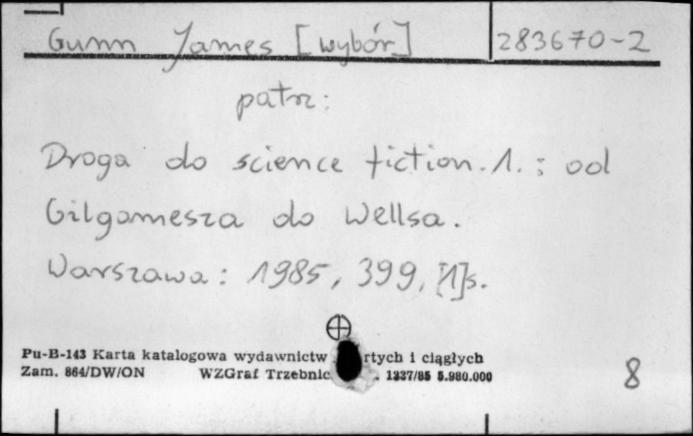 Gunn James [wybór] 283670-2
patrz:
Droga do science fiction. 1. : od
Gilgamesza do Wellsa.
Warszawa: 1985, 399, [1]s.
Pu-B-143 Karta katalogowa wydawnictw rtych i ciągłych
Zam. 864/DW/ON WZGraf Trzebnic 1327/85 5.980.000
8